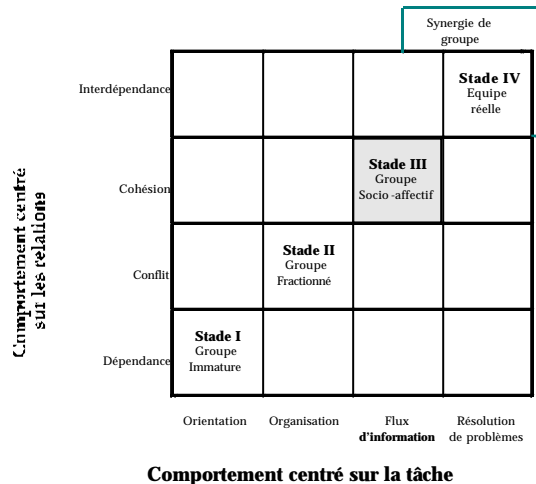 Synergie de
groupe
Interdépendance
Stade IV
Equipe
réelle
Cohésion
Stade III
Groupe
Socio -affectif
Conflit
Stade II
Groupe
Fractionné
Dépendance
Stade I
Groupe
Immature
Comportement centré
sur les relations
Orientation
Organisation
Flux
d'information
Résolution
de problèmes
Comportement centré sur la tâche